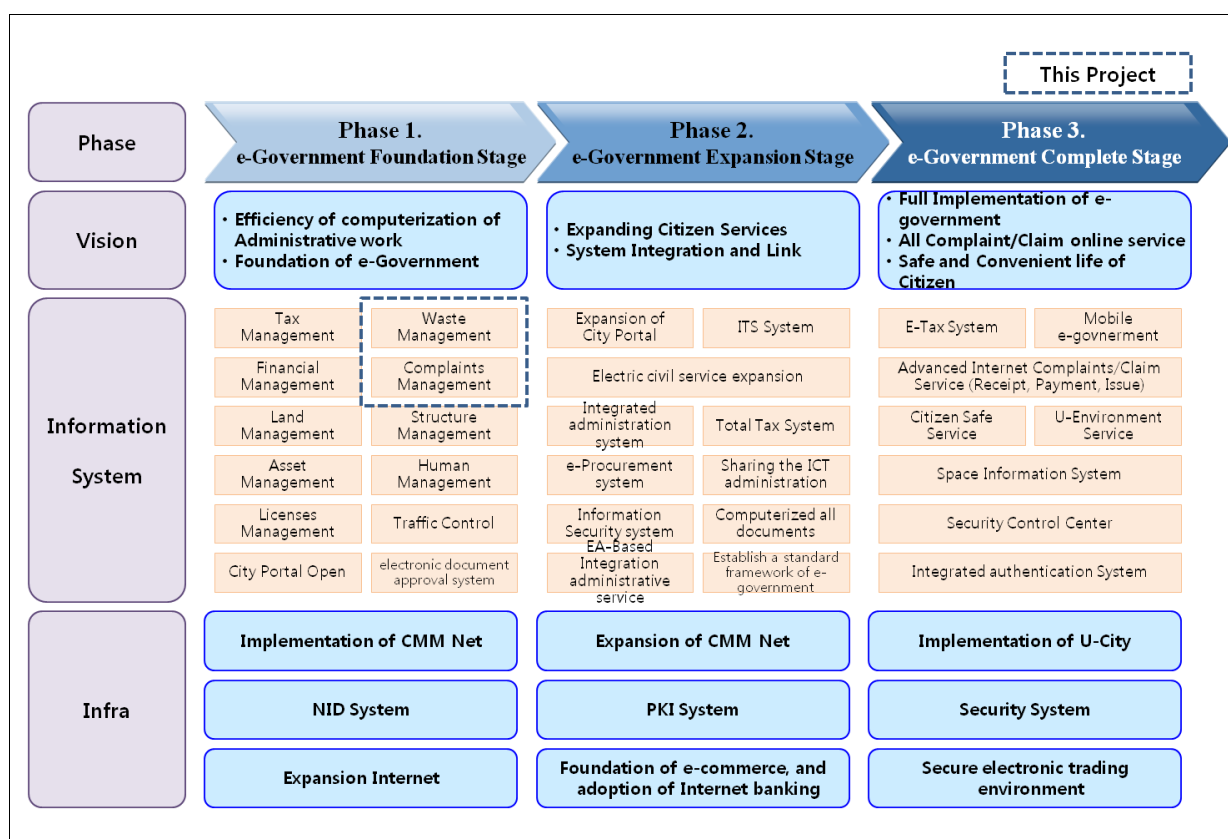 This Project
Phase
Phase 1.
e-Government Foundation Stage
Phase 2.
e-Government Expansion Stage
Phase 3.
e-Government Complete Stage
Vision
• Efficiency of computerization of
Administrative work
• Foundation of e-Government
• Expanding Citizen Services
• System Integration and Link
• Full Implementation of e-
government
• All Complaint/Claim online service
• Safe and Convenient life of
Citizen
Information
System
Tax
Management
Waste
Management
Financial
Management
Complaints
Management
Land
Management
Structure
Management
Asset
Management
Human
Management
Licenses
Management
Traffic Control
City Portal Open
electronic document
approval system
Expansion of
City Portal
ITS System
Electric civil service expansion
Integrated
administration
system
Total Tax System
e-Procurement
system
Sharing the ICT
administration
Information
Security system
Computerized all
documents
EA-Based
Integration
administrative
service
Establish a standard
framework of e-
government
E-Tax System
Mobile
e-govnerment
Advanced Internet Complaints/Claim
Service (Receipt, Payment, Issue)
Citizen Safe
Service
U-Environment
Service
Space Information System
Security Control Center
Integrated authentication System
Infra
Implementation of CMM Net
Expansion of CMM Net
Implementation of U-City
NID System
PKI System
Security System
Expansion Internet
Foundation of e-commerce, and
adoption of Internet banking
Secure electronic trading
environment